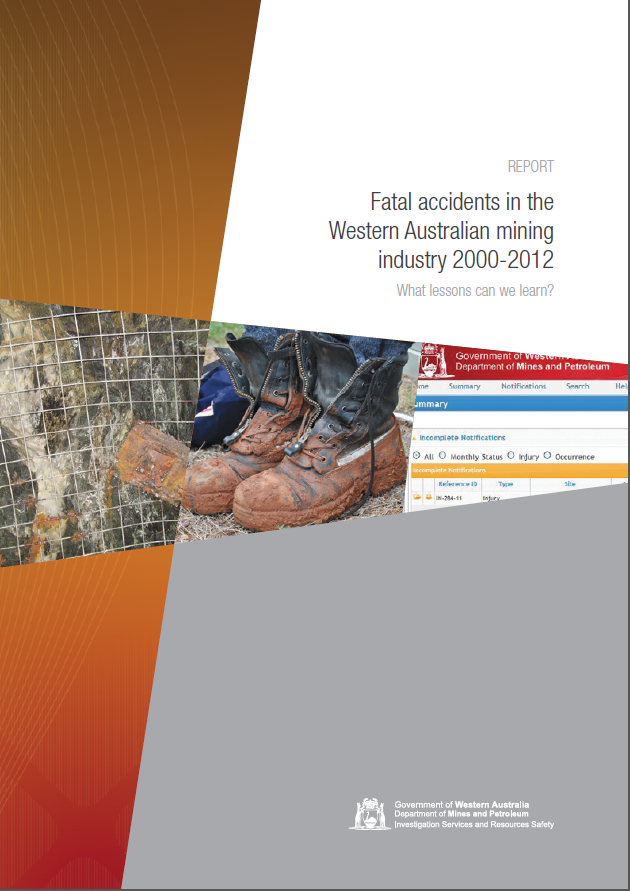 REPORT
Fatal accidents in the
Western Australian mining
industry 2000-2012
What lessons can we learn?
Government of Western
Department of Mines and Petroleum
Summary Notifications Search
Incomplete Notifications
All Monthly Status Injury Occurrence
Incomplete Notifications
Reference ID Type Site
IN-284-11 Injury
Government of Western Australia
Department of Mines and Petroleum
Investigation Services and Resources Safety